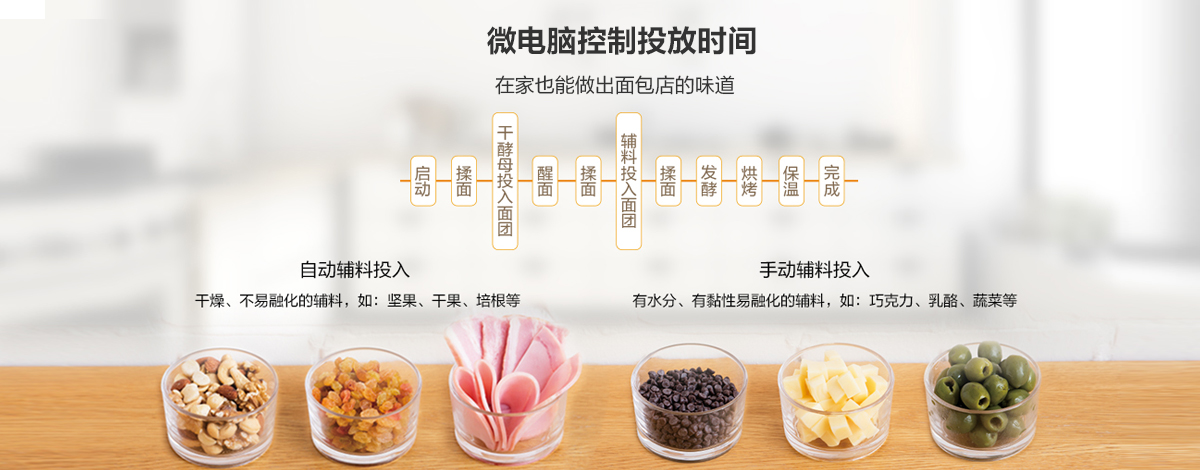 微电脑控制投放时间
在家也能做出面包店的味道
启动
揉面
干酵母投入面团
醒面
揉面
辅料投入面团
揉面
发酵
烘烤
保温
完成
自动辅料投入
干燥、不易融化的辅料，如：坚果、干果、培根等
手动辅料投入
有水分、有黏性易融化的辅料，如：巧克力、乳酪、蔬菜等